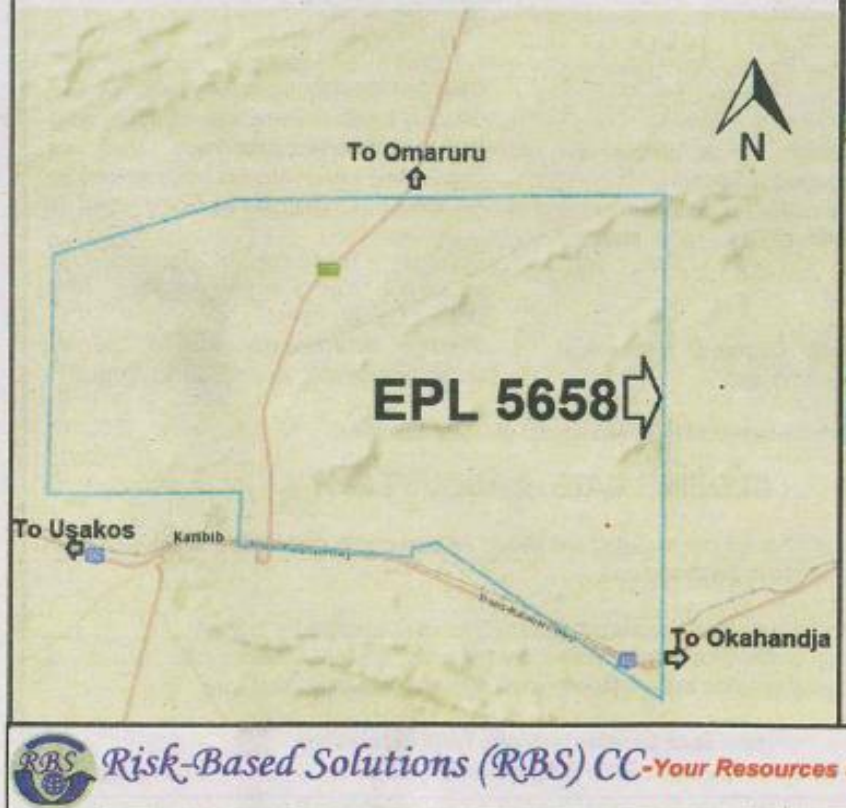 To Omaruru
N
EPL 5658
To Usakos
Karibib
To Okahandja
RBS
Risk-Based Solutions (RBS) CC-Your Resources